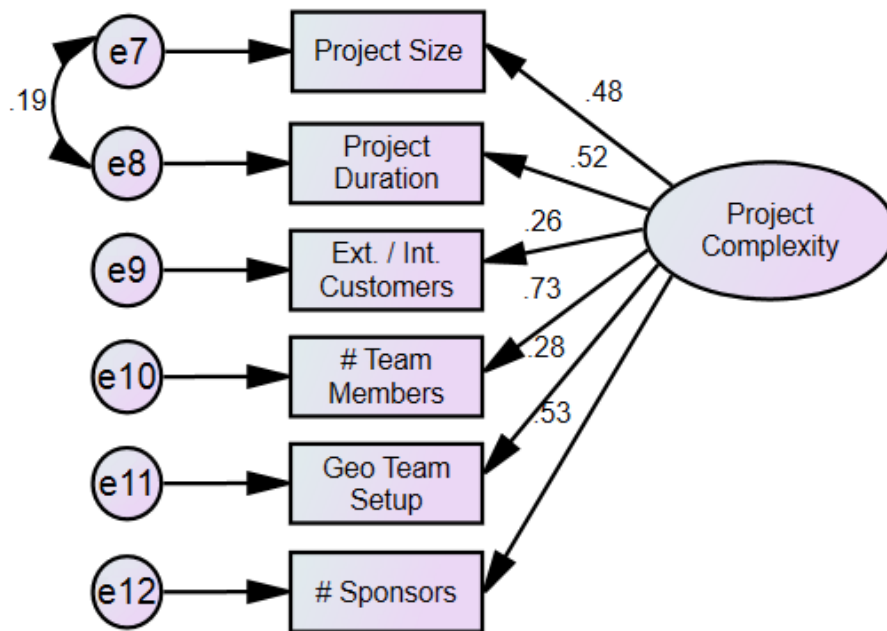 e7
Project Size
.48
.19
e8
Project
Duration
.52
Project
Complexity
e9
Ext. / Int.
Customers
.26
.73
e10
# Team
Members
.28
e11
Geo Team
Setup
.53
e12
# Sponsors